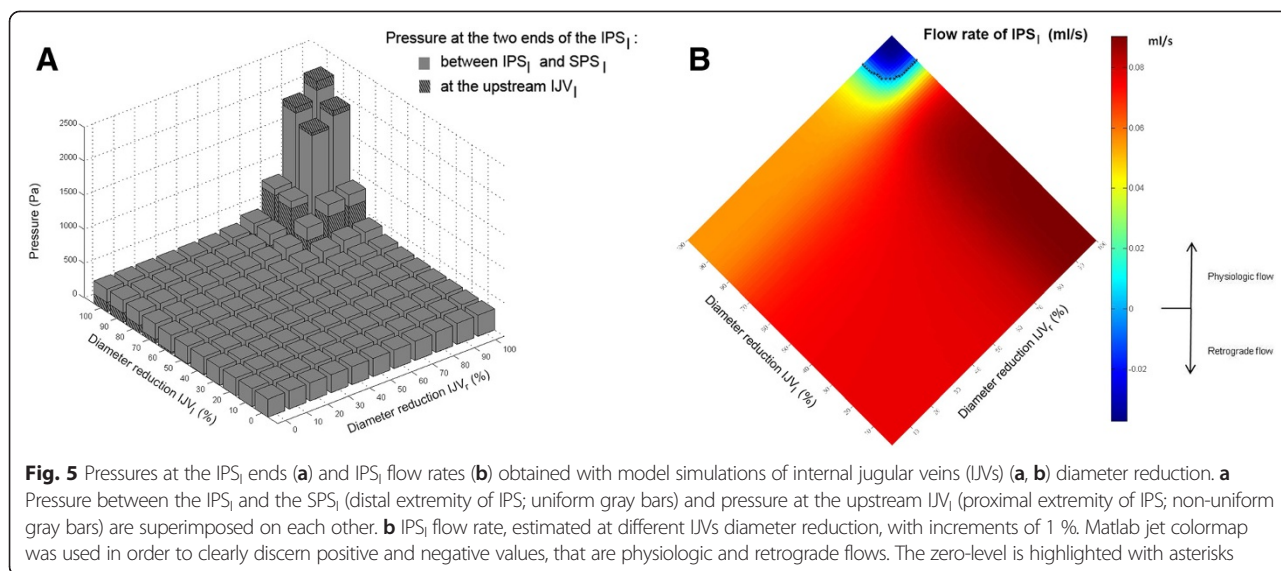 A
Pressure at the two ends of the IPSl :
between IPSl and SPSl
at the upstream IJVl
2500
2000
1500
1000
500
0
Pressure (Pa)
100
90
80
70
60
50
40
30
20
10
0
Diameter reduction IJVl (%)
0
10
20
30
40
50
60
70
80
90
100
Diameter reduction IJVr (%)
B
Flow rate of IPSl (ml/s)
ml/s
0.08
0.06
0.04
0.02
0
-0.02
Physiologic flow
Retrograde flow
Diameter reduction IJVl (%)
Diameter reduction IJVr (%)
Fig. 5 Pressures at the IPSl ends (a) and IPSl flow rates (b) obtained with model simulations of internal jugular veins (IJVs) (a, b) diameter reduction. a
Pressure between the IPSl and the SPSl (distal extremity of IPS; uniform gray bars) and pressure at the upstream IJVl (proximal extremity of IPS; non-uniform
gray bars) are superimposed on each other. b IPSl flow rate, estimated at different IJVs diameter reduction, with increments of 1 %. Matlab jet colormap
was used in order to clearly discern positive and negative values, that are physiologic and retrograde flows. The zero-level is highlighted with asterisks